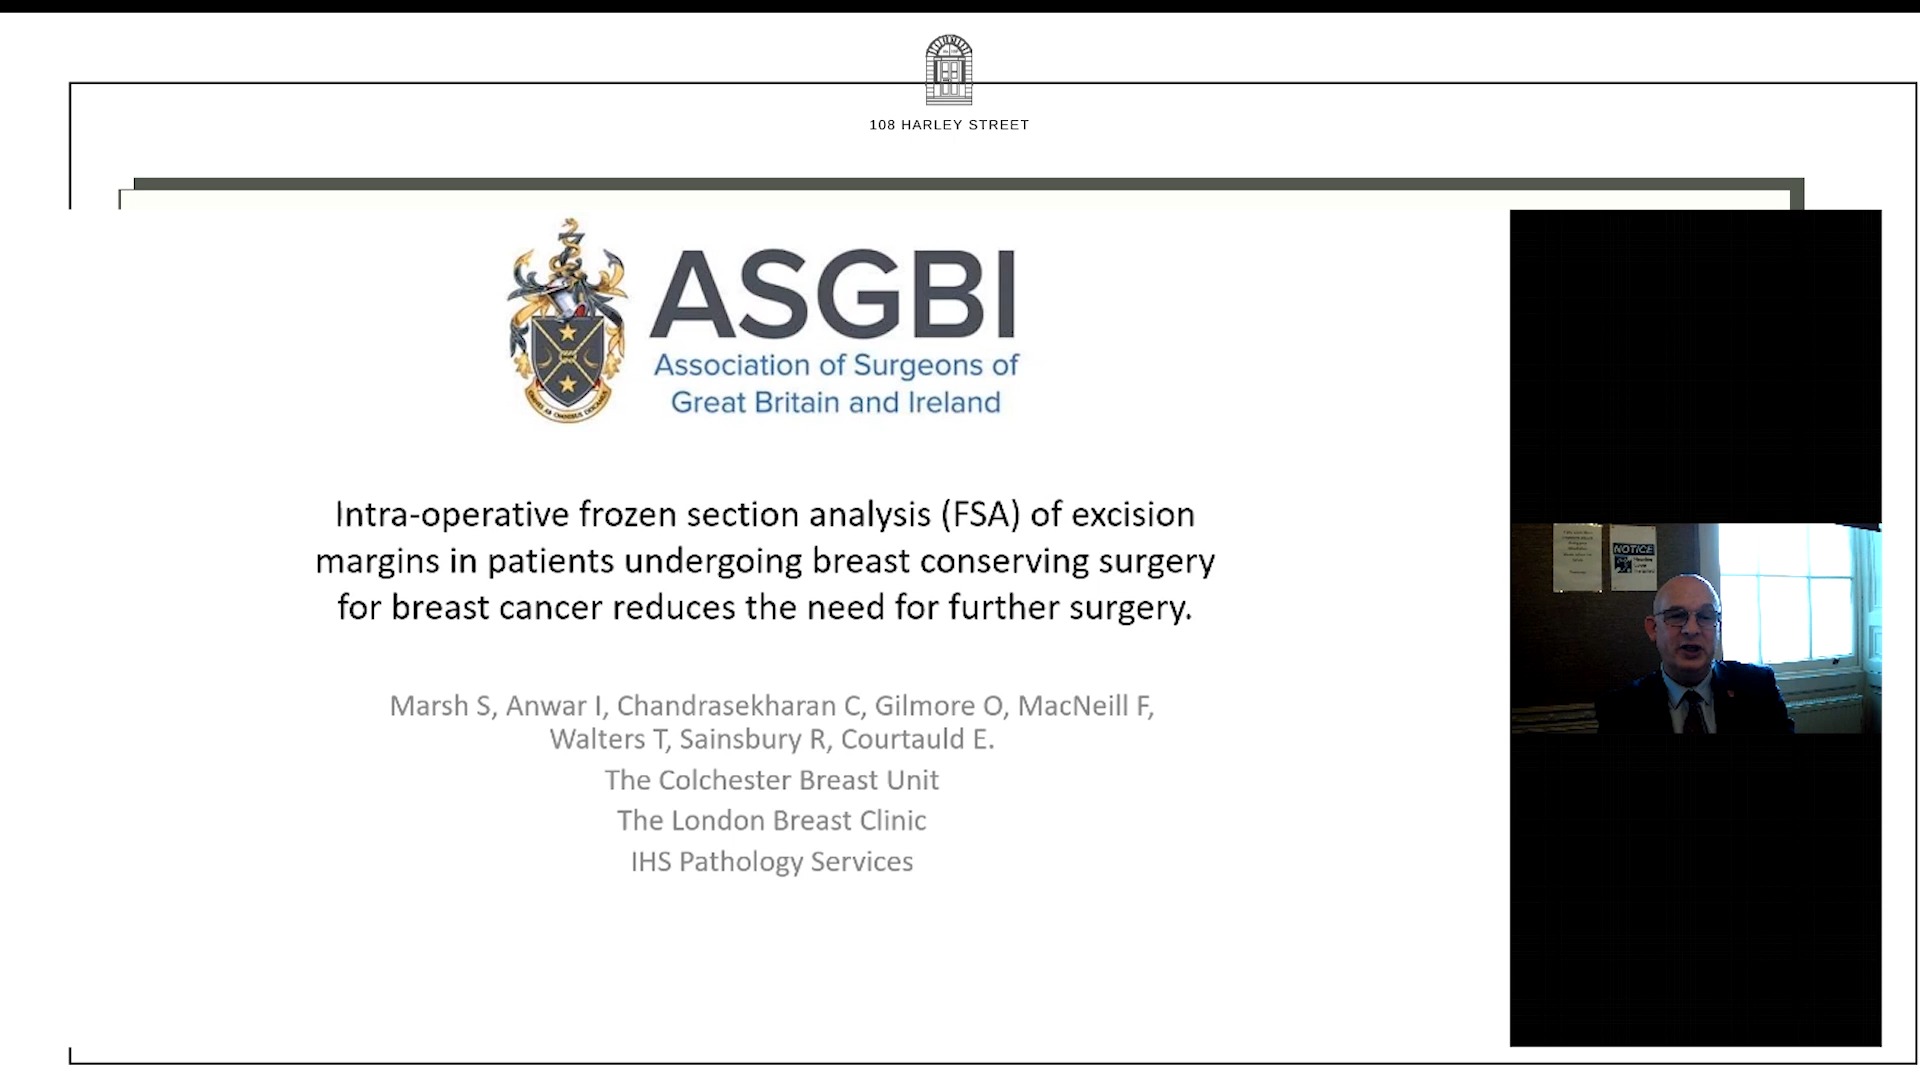 108 HARLEY STREET
ASGBI
Association of Surgeons of
Great Britain and Ireland
Intra-operative frozen section analysis (FSA) of excision
margins in patients undergoing breast conserving surgery
for breast cancer reduces the need for further surgery.
Marsh S, Anwar I, Chandrasekharan C, Gilmore O, MacNeill F,
Walters T, Sainsbury R, Courtauld E.
The Colchester Breast Unit
The London Breast Clinic
IHS Pathology Services
NOTICE